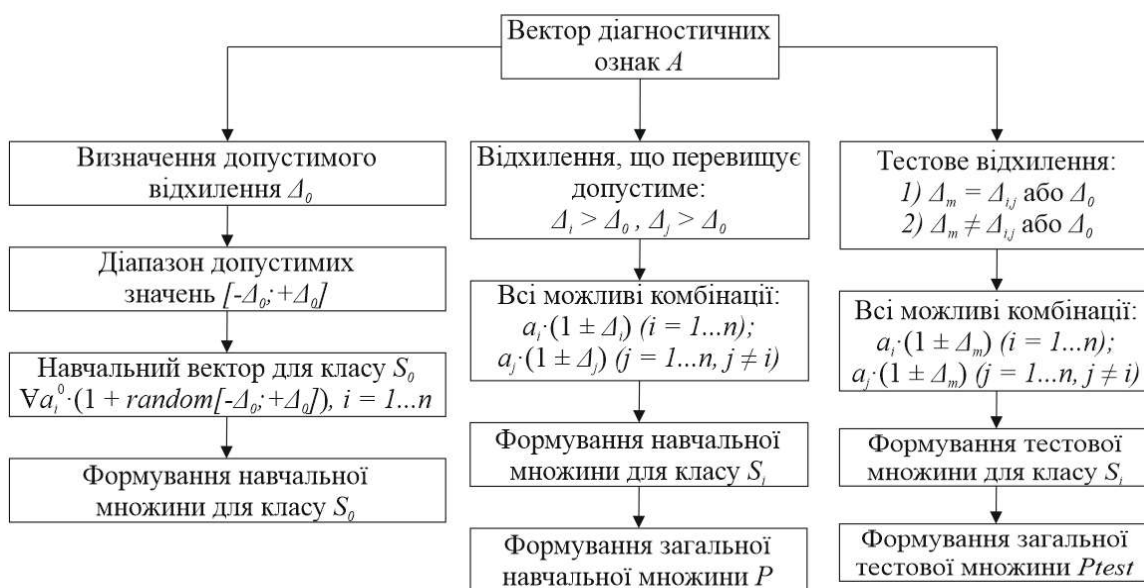 Вектор діагностичних
ознак A
Визначення допустимого
відхилення Δ₀
Діапазон допустимих
значень [-Δ₀;+Δ₀]
Навчальний вектор для класу S₀
∀aᵢ⁰·(1 + random[-Δ₀;+Δ₀]), i = 1...n
Формування навчальної
множини для класу S₀
Відхилення, що перевищує
допустиме:
Δᵢ > Δ₀ , Δⱼ > Δ₀
Всі можливі комбінації:
aᵢ·(1 ± Δᵢ) (i = 1...n);
aⱼ·(1 ± Δⱼ) (j = 1...n, j ≠ i)
Формування навчальної
множини для класу Sᵢ
Формування загальної
навчальної множини P
Тестове відхилення:
1) Δₘ = Δᵢ,ⱼ або Δ₀
2) Δₘ ≠ Δᵢ,ⱼ або Δ₀
Всі можливі комбінації:
aᵢ·(1 ± Δₘ) (i = 1...n);
aⱼ·(1 ± Δₘ) (j = 1...n, j ≠ i)
Формування тестової
множини для класу Sᵢ
Формування загальної
тестової множини Ptest